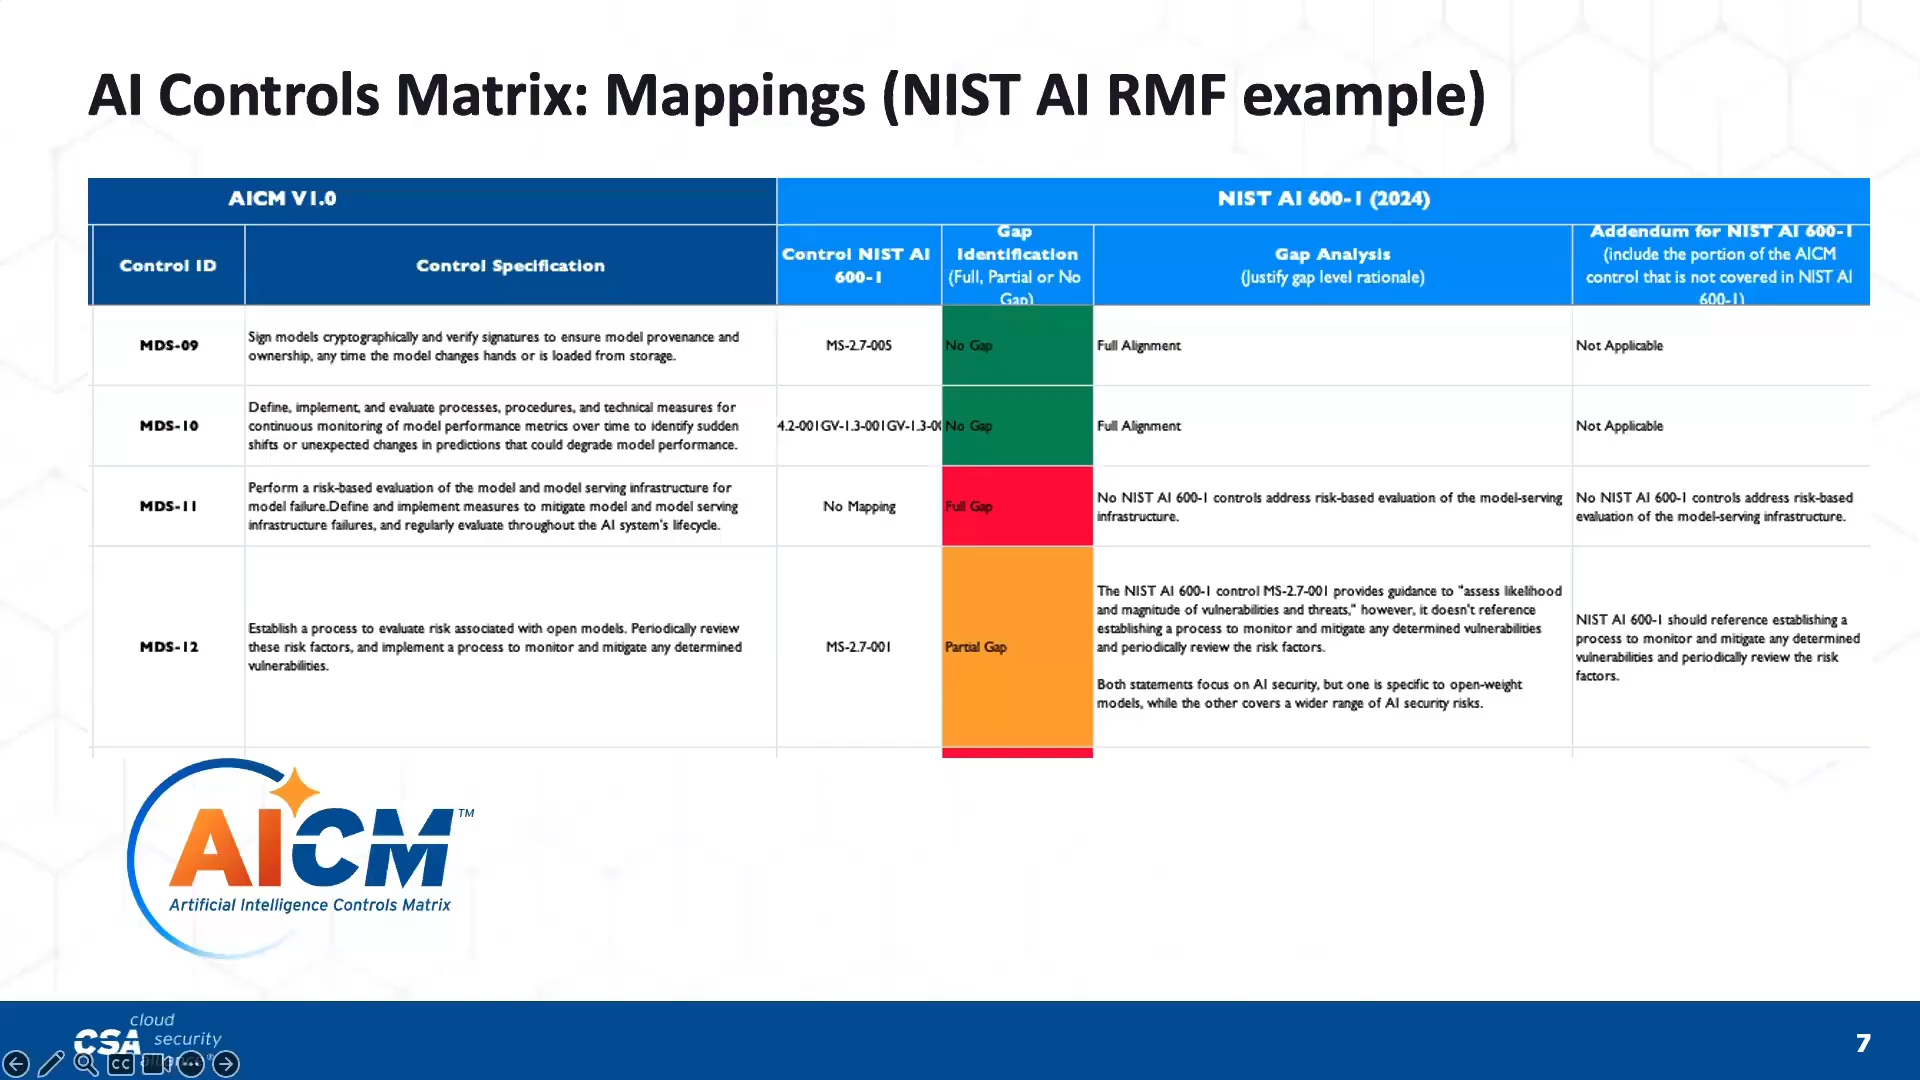 AI Controls Matrix: Mappings (NIST AI RMF example)
AICM V1.0
NIST AI 600-1 (2024)
Control ID
Control Specification
Control NIST AI
600-1
Gap
Identification
(Full, Partial or No
Gap)
Gap Analysis
(Justify gap level rationale)
Addendum for NIST AI 600-1
(include the portion of the AICM
control that is not covered in NIST AI
600-1)
MDS-09
Sign models cryptographically and verify signatures to ensure model provenance and
ownership, any time the model changes hands or is loaded from storage.
MS-2.7-005
No Gap
Full Alignment
Not Applicable
MDS-10
Define, implement, and evaluate processes, procedures, and technical measures for
continuous monitoring of model performance metrics over time to identify sudden
shifts or unexpected changes in predictions that could degrade model performance.
4.2-001GV-1.3-001GV-1.3-00
No Gap
Full Alignment
Not Applicable
MDS-11
Perform a risk-based evaluation of the model and model serving infrastructure for
model failure.Define and implement measures to mitigate model and model serving
infrastructure failures, and regularly evaluate throughout the AI system's lifecycle.
No Mapping
Full Gap
No NIST AI 600-1 controls address risk-based evaluation of the model-serving
infrastructure.
No NIST AI 600-1 controls address risk-based
evaluation of the model-serving infrastructure.
MDS-12
Establish a process to evaluate risk associated with open models. Periodically review
these risk factors, and implement a process to monitor and mitigate any determined
vulnerabilities.
MS-2.7-001
Partial Gap
The NIST AI 600-1 control MS-2.7-001 provides guidance to "assess likelihood
and magnitude of vulnerabilities and threats," however, it doesn't reference
establishing a process to monitor and mitigate any determined vulnerabilities
and periodically review the risk factors.
Both statements focus on AI security, but one is specific to open-weight
models, while the other covers a wider range of AI security risks.
NIST AI 600-1 should reference establishing a
process to monitor and mitigate any determined
vulnerabilities and periodically review the risk
factors.
AICM™
Artificial Intelligence Controls Matrix
CSA
cloud
security
CC
7